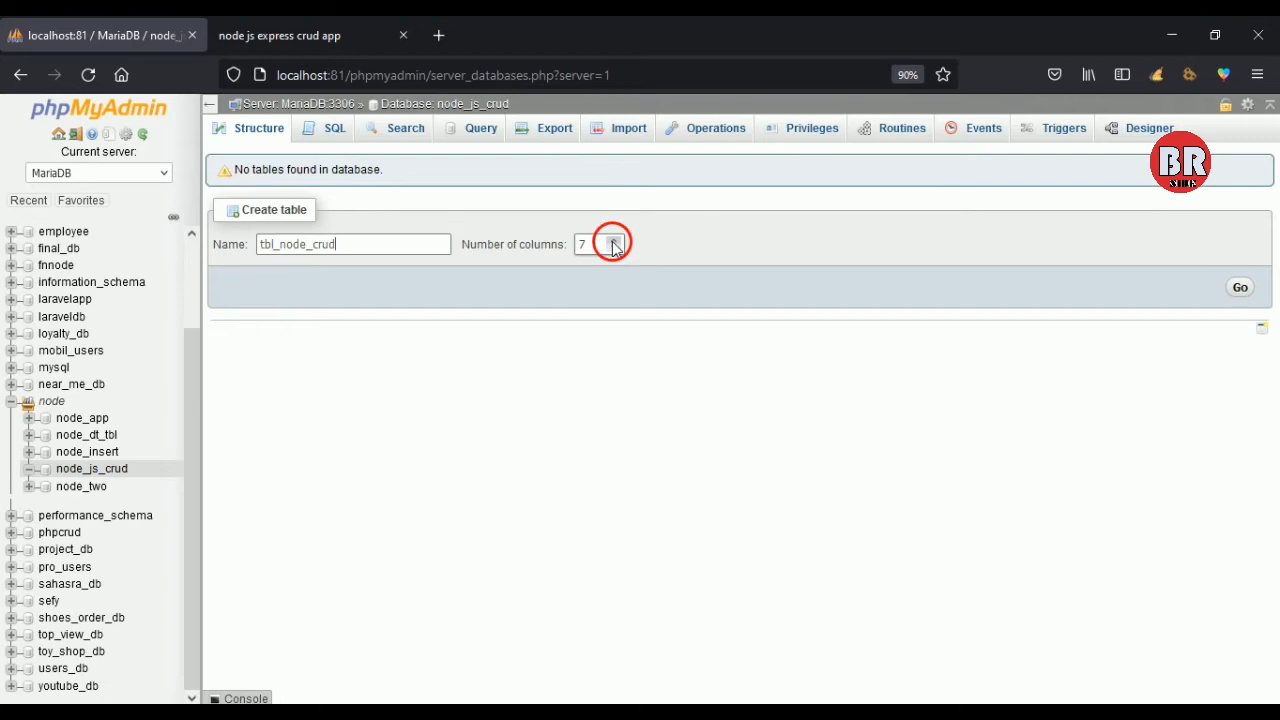 localhost:81 / MariaDB / node_js
node js express crud app
localhost:81/phpmyadmin/server_databases.php?server=1
90%
phpMyAdmin
Current server:
MariaDB
Recent
Favorites
employee
final_db
fnnode
information_schema
laravelapp
laraveldb
loyalty_db
mobil_users
mysql
near_me_db
node
node_app
node_dt_tbl
node_insert
node_js_crud
node_two
performance_schema
phpcrud
project_db
pro_users
sahasra_db
sefy
shoes_order_db
top_view_db
toy_shop_db
users_db
youtube_db
Server: MariaDB:3306 » Database: node_js_crud
Structure
SQL
Search
Query
Export
Import
Operations
Privileges
Routines
Events
Triggers
Designer
BR
No tables found in database.
Create table
Name: tbl_node_crud Number of columns: 7
Go
Console